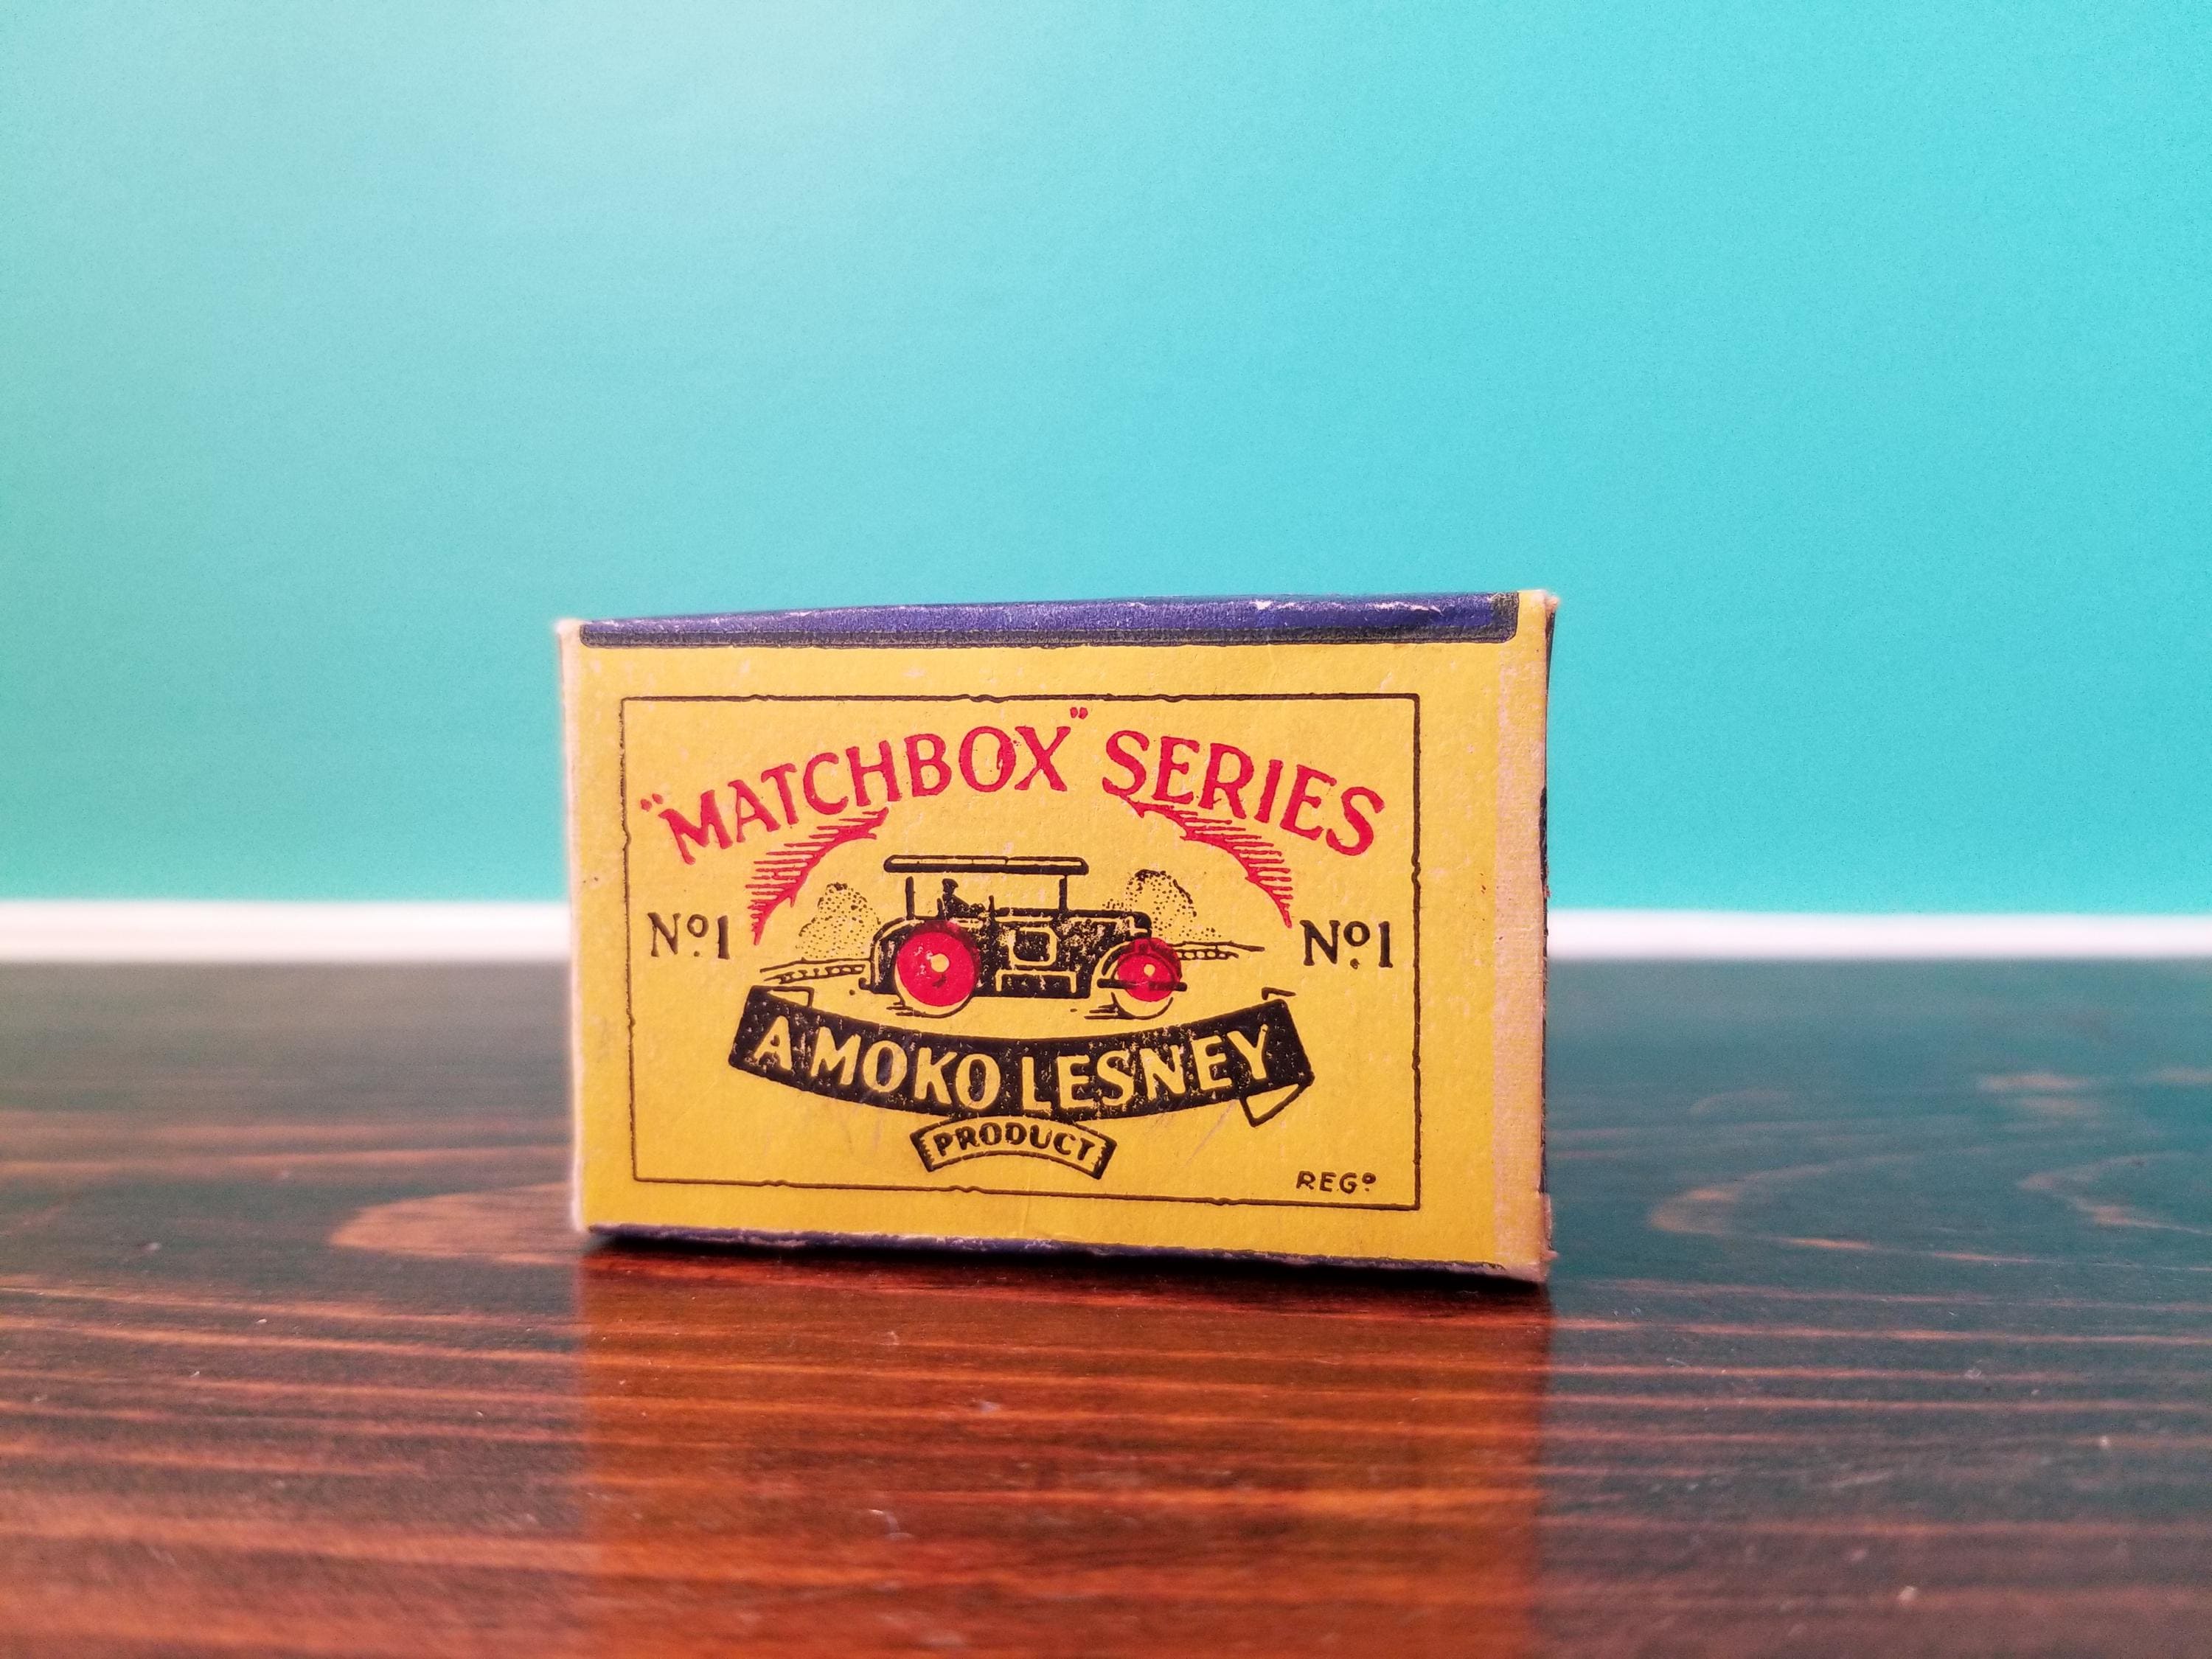 "MATCHBOX" SERIES
Nº1 Nº1
A MOKO LESNEY
PRODUCT
REGD